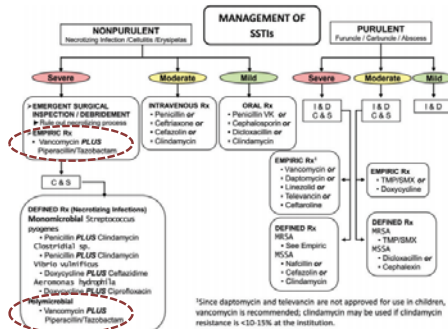 MANAGEMENT OF
SSTIs
NONPURULENT
Necrotizing Infection /Cellulitis /Erysipelas
PURULENT
Furuncle / Carbuncle / Abscess
Severe
Moderate
Mild
Severe
Moderate
Mild
➢ EMERGENT SURGICAL
INSPECTION / DEBRIDEMENT
► Rule out necrotizing process
EMPIRIC Rx
• Vancomycin PLUS
Piperacillin/Tazobactam
INTRAVENOUS Rx
• Penicillin or
• Ceftriaxone or
• Cefazolin or
• Clindamycin
ORAL Rx
• Penicillin VK or
• Cephalosporin or
• Dicloxacillin or
• Clindamycin
I & D
C & S
I & D
C & S
I & D
C & S
EMPIRIC Rx¹
• Vancomycin or
• Daptomycin or
• Linezolid or
• Televancin or
• Ceftaroline
EMPIRIC Rx
• TMP/SMX or
• Doxycycline
DEFINED Rx (Necrotizing Infections)
Monomicrobial Streptococcus
pyogenes
• Penicillin PLUS Clindamycin
Clostridial sp.
• Penicillin PLUS Clindamycin
Vibrio vulnificus
• Doxycycline PLUS Ceftazidime
Aeromonas hydrophila
• Doxycycline PLUS Ciprofloxacin
Polymicrobial
• Vancomycin PLUS
Piperacillin/Tazobactam
DEFINED Rx
MRSA
• See Empiric
MSSA
• Nafcillin or
• Cefazolin or
• Clindamycin
DEFINED Rx
MRSA
• TMP/SMX
MSSA
• Dicloxacillin or
• Cephalexin
¹Since daptomycin and televancin are not approved for use in children,
vancomycin is recommended; clindamycin may be used if clindamycin
resistance is <10-15% at the institution.